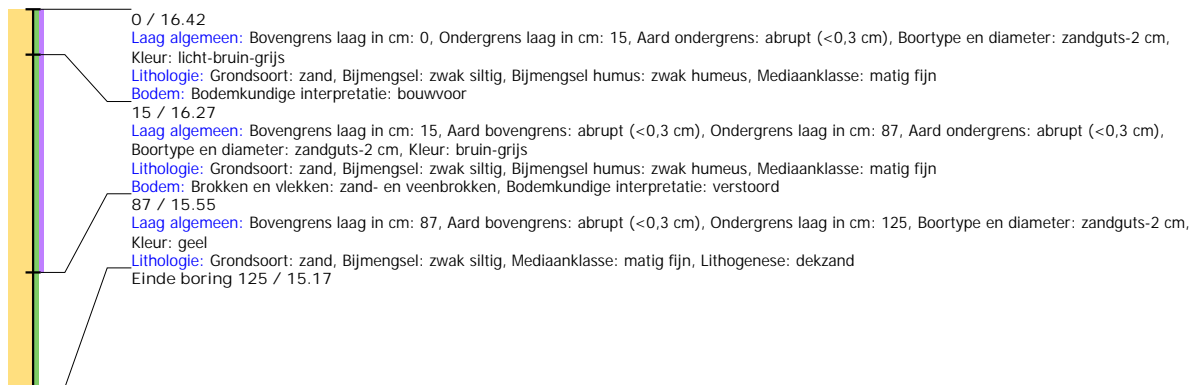 0 / 16.42
Laag algemeen: Bovengrens laag in cm: 0, Ondergrens laag in cm: 15, Aard ondergrens: abrupt (<0,3 cm), Boortype en diameter: zandguts-2 cm,
Kleur: licht-bruin-grijs
Lithologie: Grondsoort: zand, Bijmengsel: zwak siltig, Bijmengsel humus: zwak humeus, Mediaanklasse: matig fijn
Bodem: Bodemkundige interpretatie: bouwvoor
15 / 16.27
Laag algemeen: Bovengrens laag in cm: 15, Aard bovengrens: abrupt (<0,3 cm), Ondergrens laag in cm: 87, Aard ondergrens: abrupt (<0,3 cm),
Boortype en diameter: zandguts-2 cm, Kleur: bruin-grijs
Lithologie: Grondsoort: zand, Bijmengsel: zwak siltig, Bijmengsel humus: zwak humeus, Mediaanklasse: matig fijn
Bodem: Brokken en vlekken: zand- en veenbrokken, Bodemkundige interpretatie: verstoord
87 / 15.55
Laag algemeen: Bovengrens laag in cm: 87, Aard bovengrens: abrupt (<0,3 cm), Ondergrens laag in cm: 125, Boortype en diameter: zandguts-2 cm,
Kleur: geel
Lithologie: Grondsoort: zand, Bijmengsel: zwak siltig, Mediaanklasse: matig fijn, Lithogenese: dekzand
Einde boring 125 / 15.17